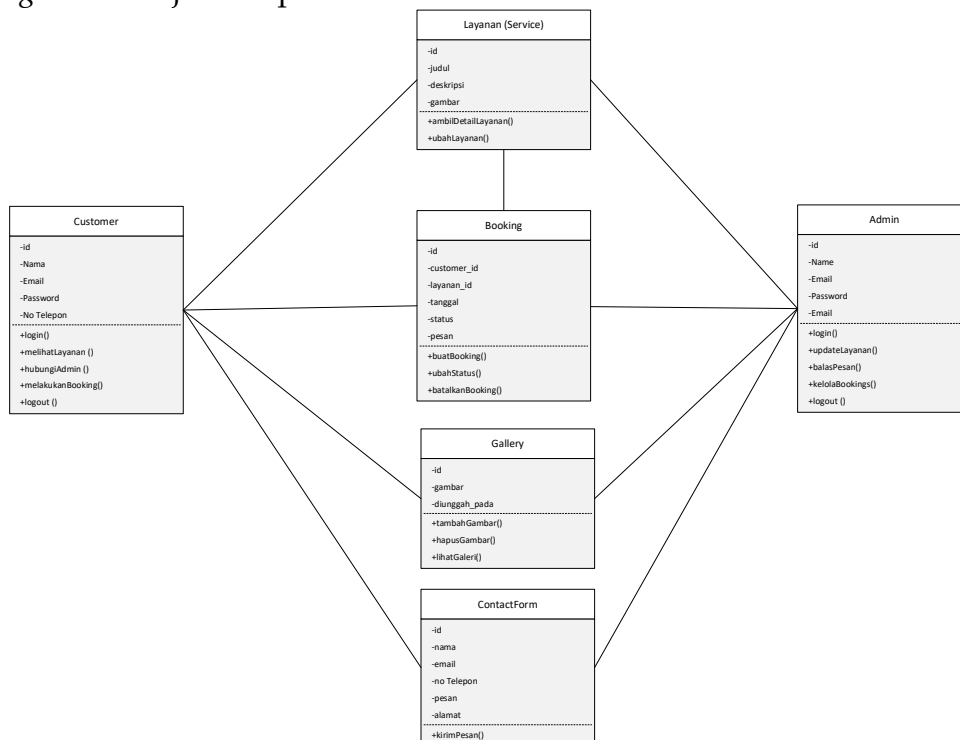 Layanan (Service)
-id
-judul
-deskripsi
-gambar
+ambilDetailLayanan()
+ubahLayanan()
Customer
-id
-Nama
-Email
-Password
-No Telepon
+login()
+melihatLayanan ()
+hubungiAdmin ()
+melakukanBooking()
+logout ()
Booking
-id
-customer_id
-layanan_id
-tanggal
-status
-pesan
+buatBooking()
+ubahStatus()
+batalkanBooking()
Admin
-id
-Name
-Email
-Password
-Email
+login()
+updateLayanan()
+balasPesan()
+kelolaBookings()
+logout ()
Gallery
-id
-gambar
-diunggah_pada
+tambahGambar()
+hapusGambar()
+lihatGaleri()
ContactForm
-id
-nama
-email
-no Telepon
-pesan
-alamat
+kirimPesan()